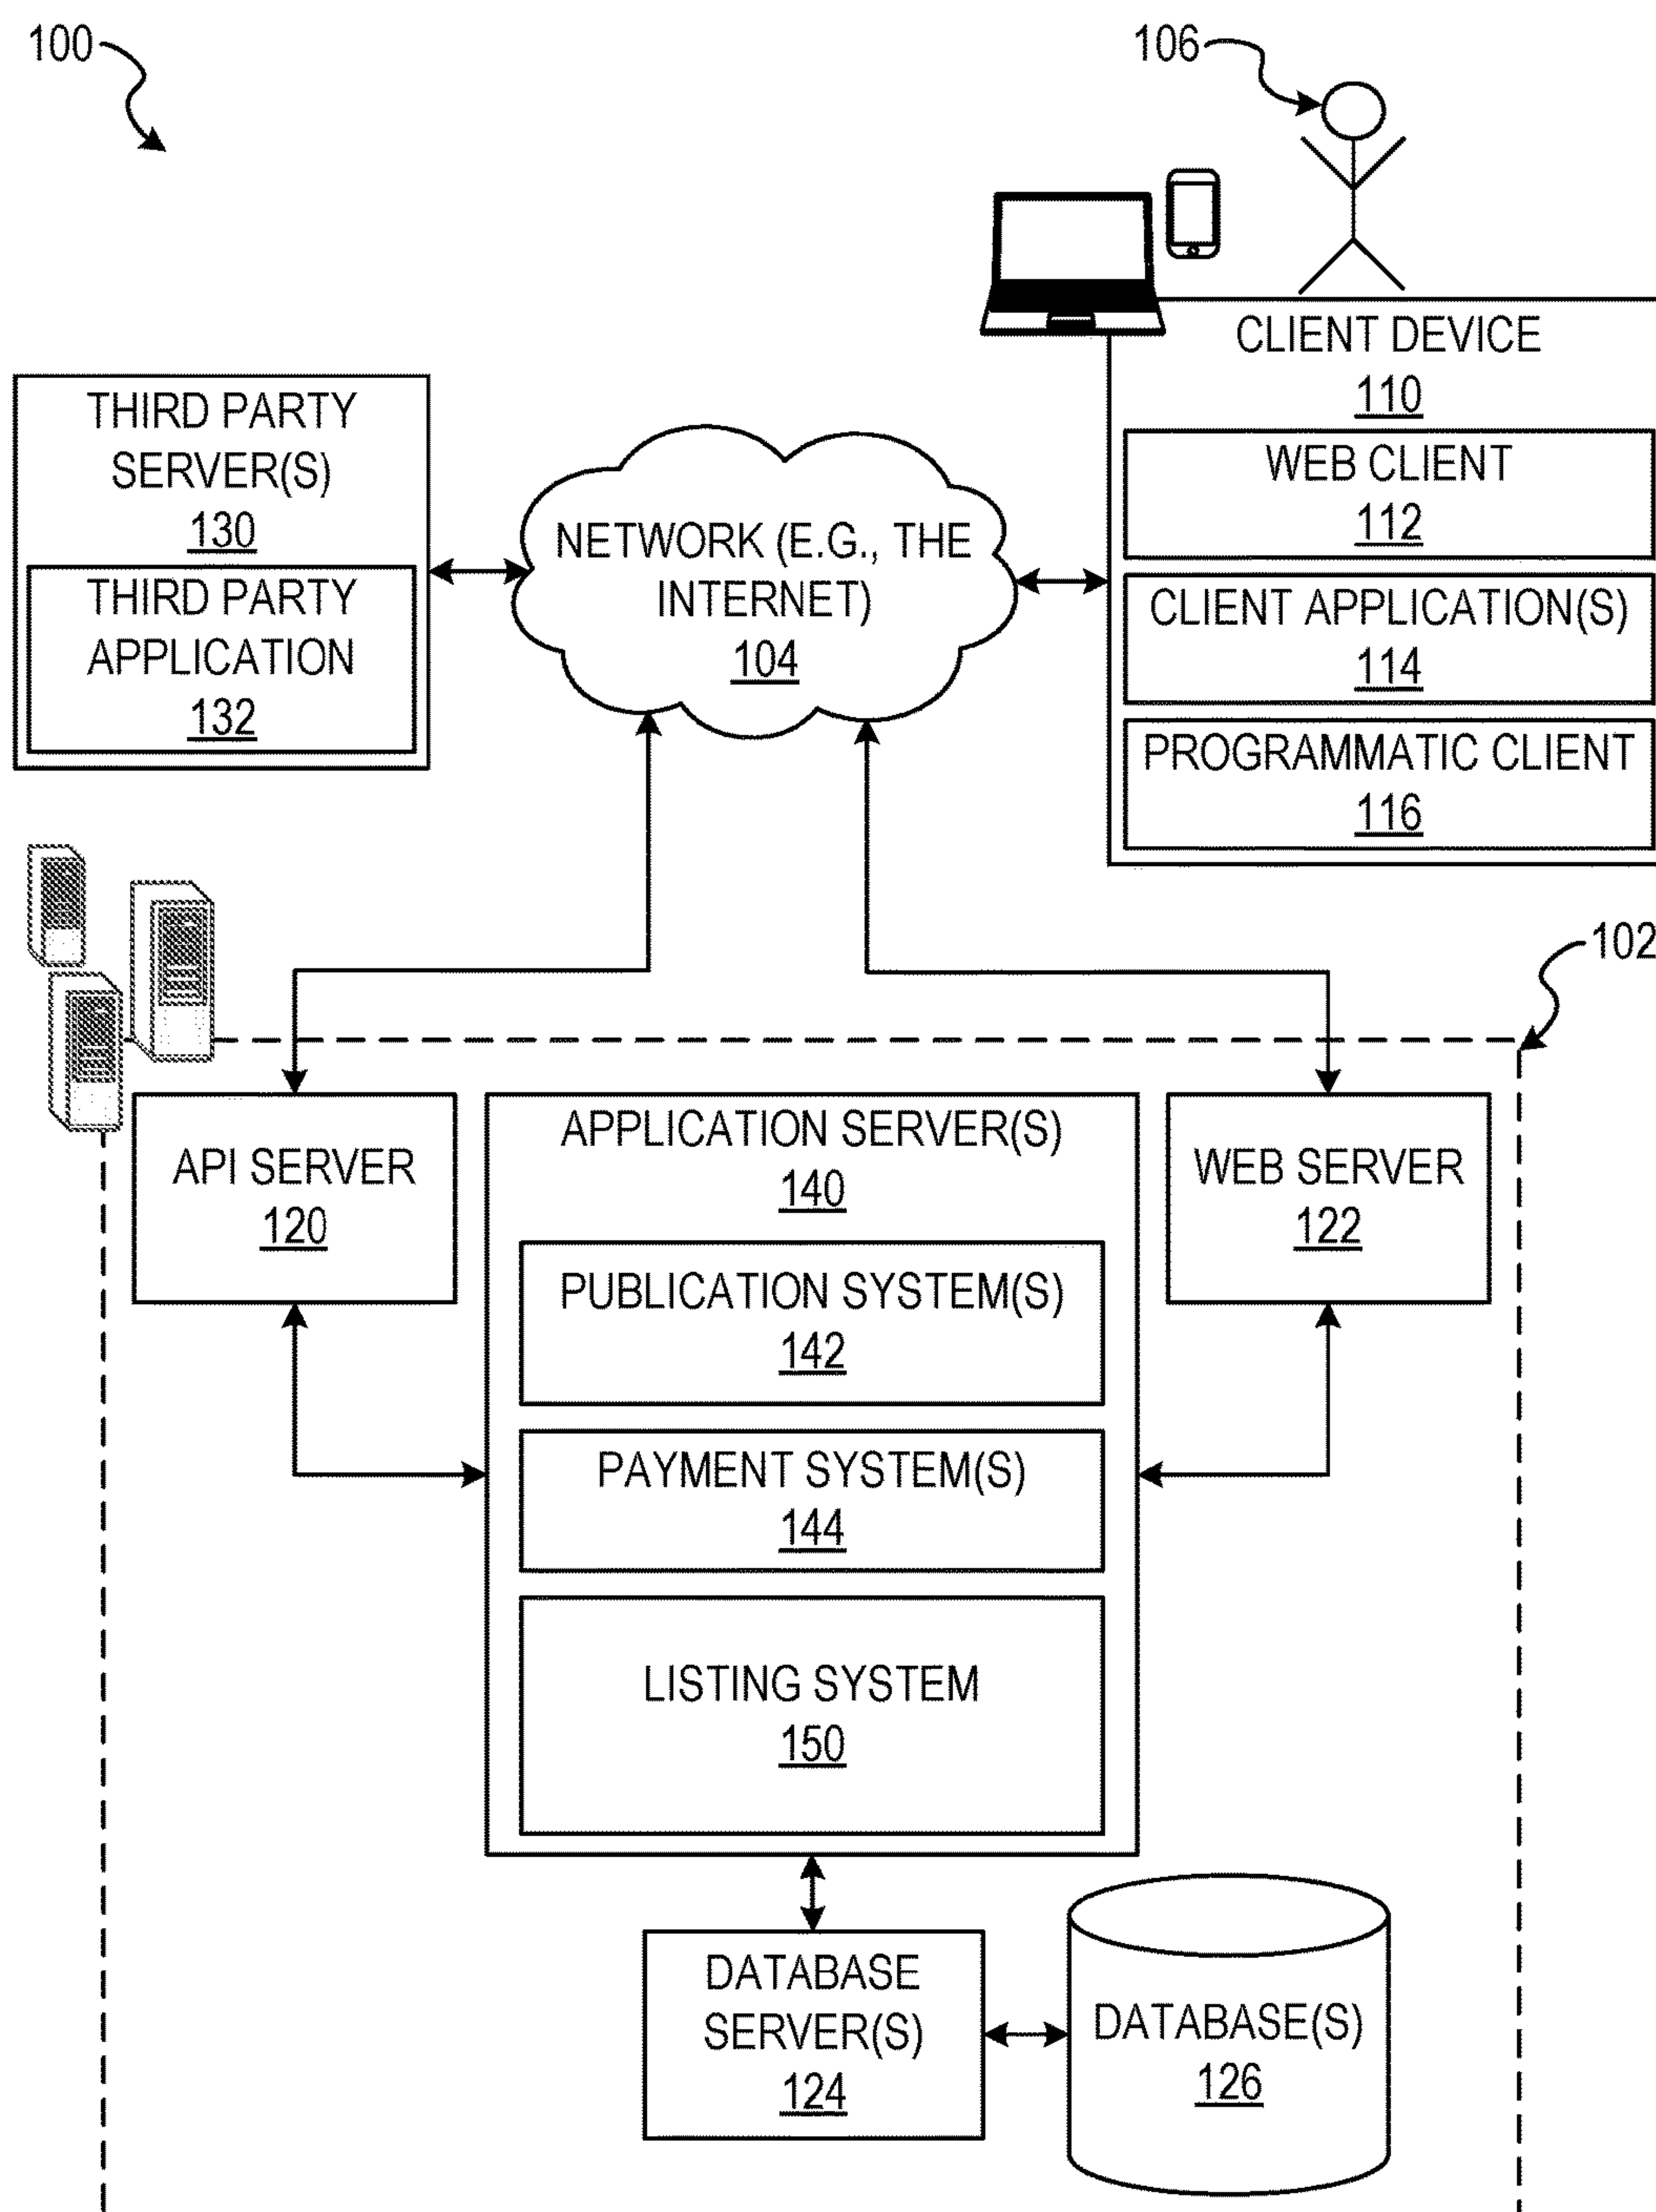 100
106
CLIENT DEVICE
110
WEB CLIENT
112
CLIENT APPLICATION(S)
114
PROGRAMMATIC CLIENT
116
THIRD PARTY
SERVER(S)
130
THIRD PARTY
APPLICATION
132
NETWORK (E.G., THE
INTERNET)
104
102
API SERVER
120
APPLICATION SERVER(S)
140
PUBLICATION SYSTEM(S)
142
PAYMENT SYSTEM(S)
144
LISTING SYSTEM
150
WEB SERVER
122
DATABASE
SERVER(S)
124
DATABASE(S)
126